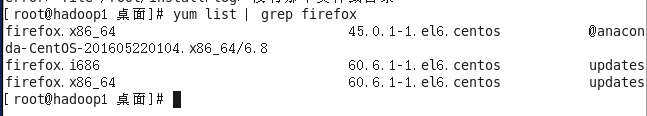 [root@hadoop1 桌面]# yum list | grep firefox
firefox.x86_64 45.0.1-1.el6.centos @anacon
da-CentOS-201605220104.x86_64/6.8
firefox.i686 60.6.1-1.el6.centos updates
firefox.x86_64 60.6.1-1.el6.centos updates
[root@hadoop1 桌面]#